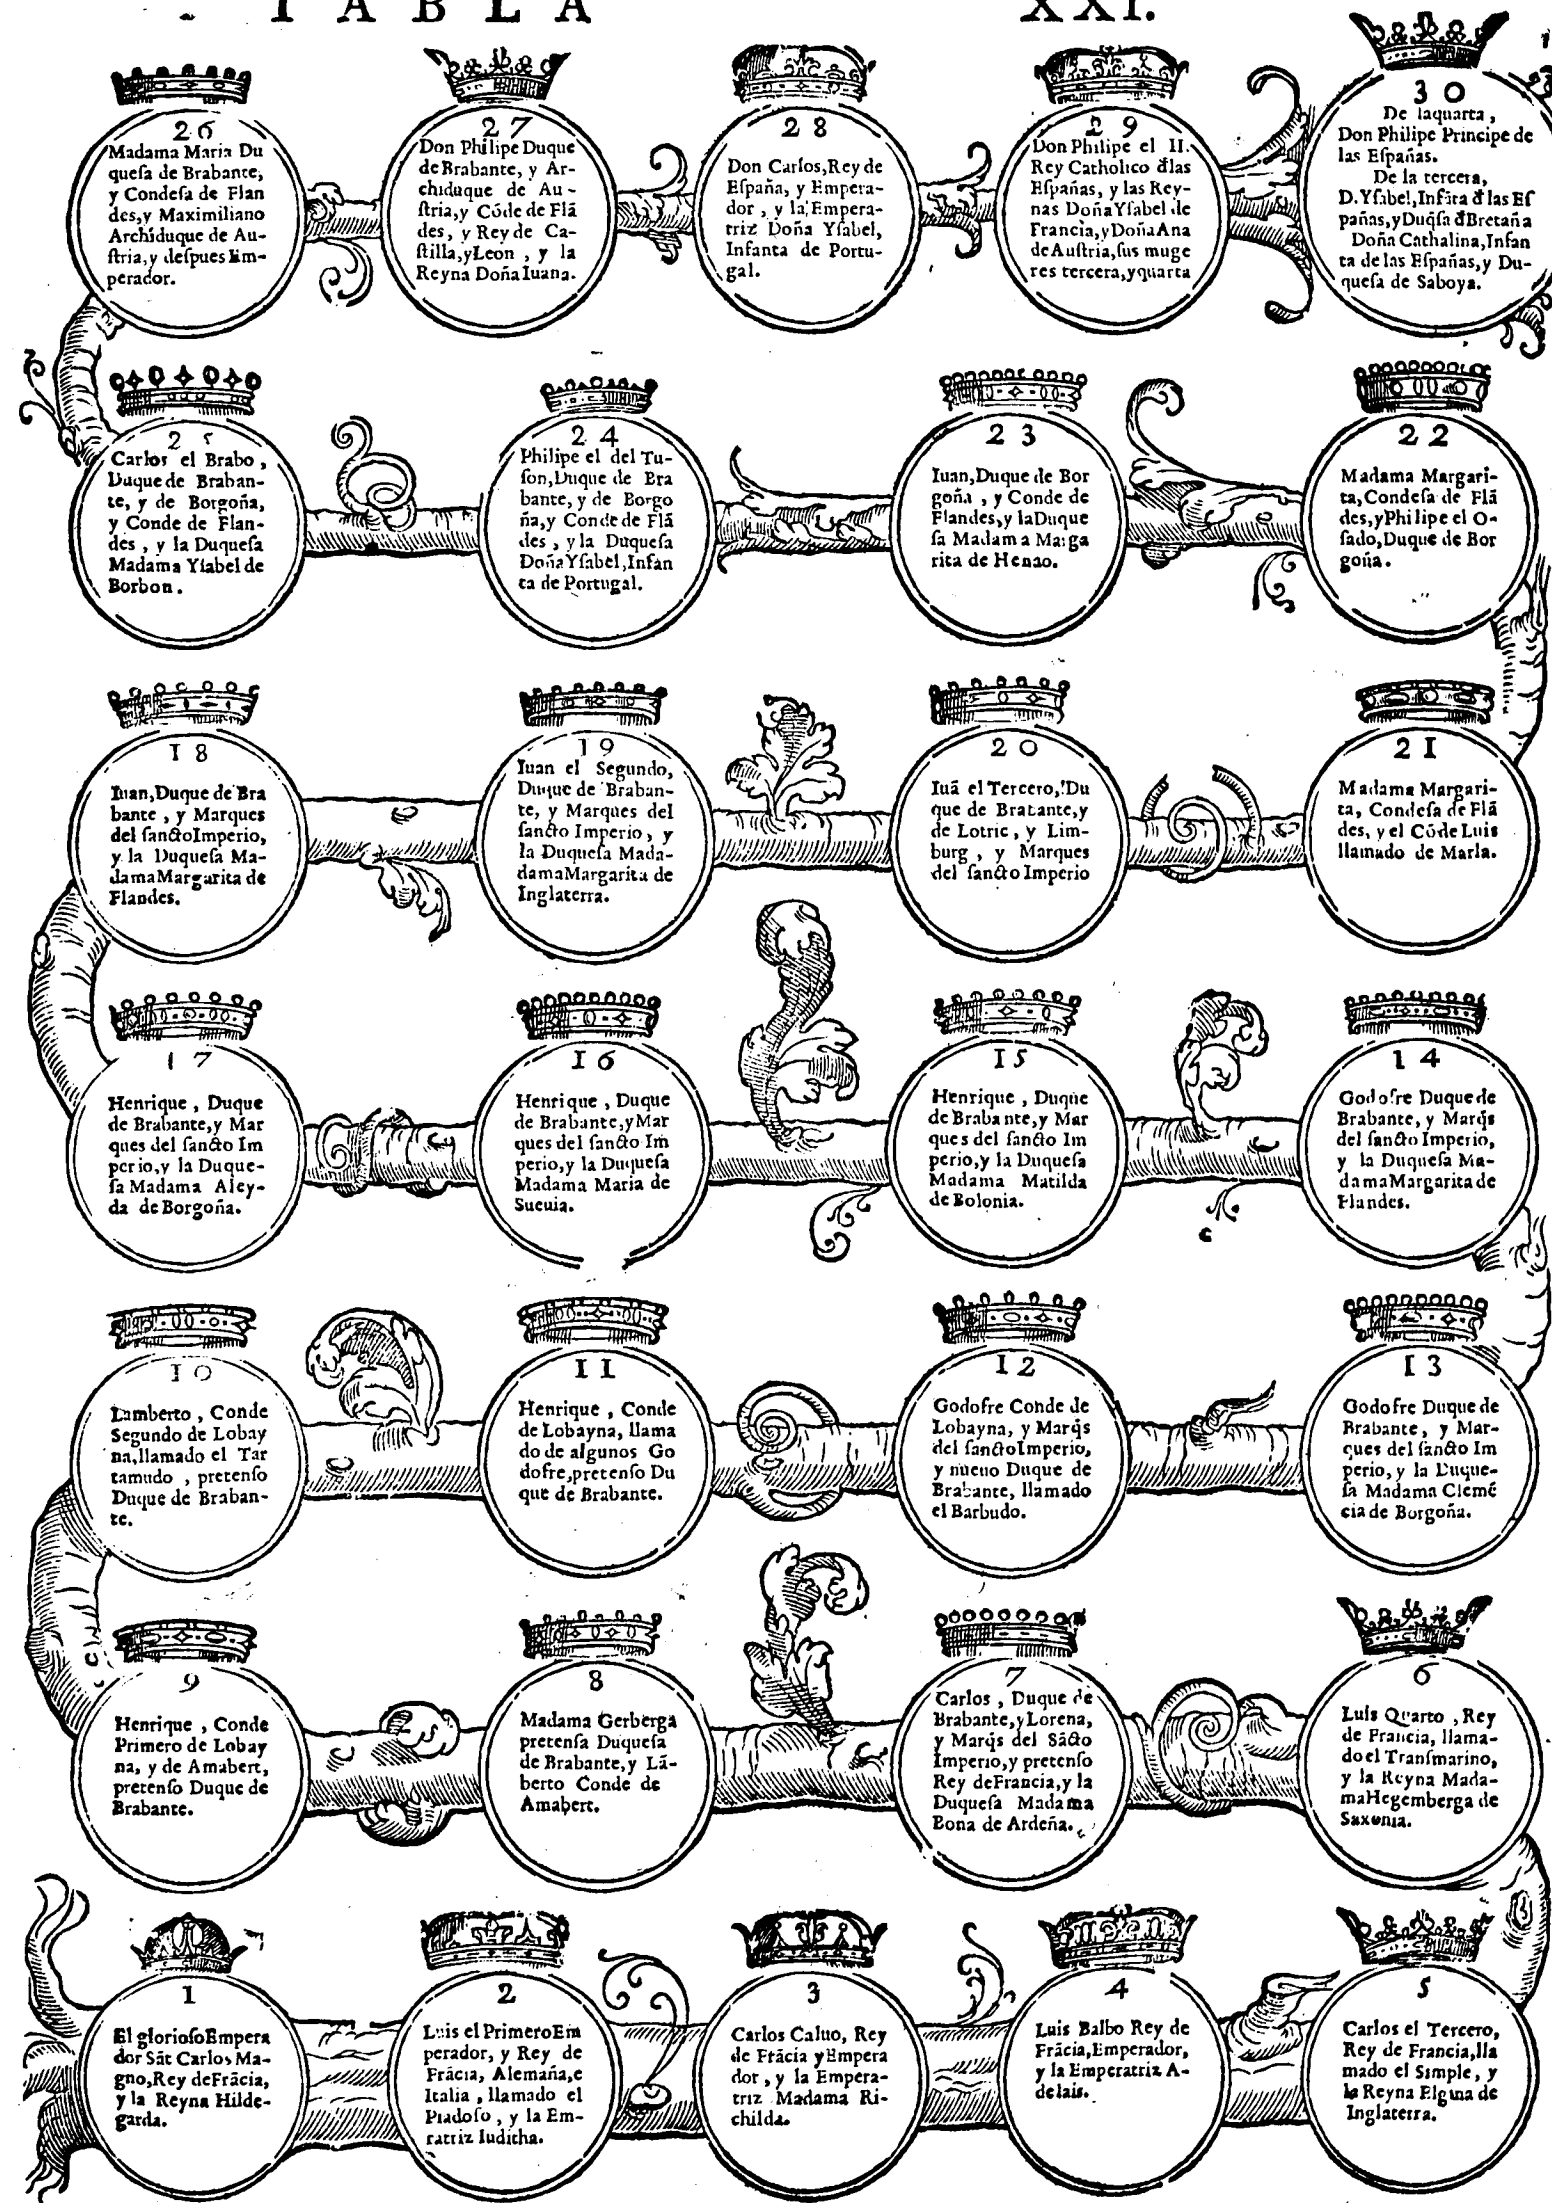 TABLA XXI.
26
Madama Maria Du
quesa de Brabante,
y Condesa de Flan
des, y Maximiliano
Archiduque de Au-
stria, y despues Em-
perador.
27
Don Philipe Duque
de Brabante, y Ar-
chiduque de Au-
stria, y Cõde de Flã
des, y Rey de Ca-
stilla, y Leon, y la
Reyna Doña Iuana.
28
Don Carlos, Rey de
España, y Empera-
dor, y la Empera-
triz Doña Ysabel,
Infanta de Portu-
gal.
29
Don Philipe el II.
Rey Catholico đlas
Españas, y las Rey-
nas Doña Ysabel de
Francia, y Doña Ana
de Austria, sus muge
res tercera, y quarta
30
De laquarta,
Don Philipe Principe de
las Españas.
De la tercera,
D. Ysabel, Infãta đ las Es
pañas, y Duq̃sa đ Bretaña
Doña Cathalina, Infan
ta de las Españas, y Du-
quesa de Saboya.
25
Carlos el Brabo,
Duque de Braban-
te, y de Borgoña,
y Conde de Flan-
des, y la Duquesa
Madama Ysabel de
Borbon.
24
Philipe el del Tu-
son, Duque de Bra
bante, y de Borgo
ña, y Conde de Flã
des, y la Duquesa
Doña Ysabel, Infan
ta de Portugal.
23
Iuan, Duque de Bor
goña, y Conde de
Flandes, y la Duque
sa Madama Marga
rita de Henao.
22
Madama Margari-
ta, Condesa de Flã
des, y Philipe el O-
sado, Duque de Bor
goña.
18
Iuan, Duque de Bra
bante, y Marques
del sancto Imperio,
y la Duquesa Ma-
dama Margarita de
Flandes.
19
Iuan el Segundo,
Duque de Braban-
te, y Marques del
sancto Imperio, y
la Duquesa Mada-
dama Margarita de
Inglaterra.
20
Iuã el Tercero, Du
que de Brabante, y
de Lotric, y Lim-
burg, y Marques
del sancto Imperio
21
Madama Margari-
ta, Condesa de Flã
des, y el Cõde Luis
llamado de Marla.
17
Henrique, Duque
de Brabante, y Mar
ques del sancto Im
perio, y la Duque-
sa Madama Aley-
da de Borgoña.
16
Henrique, Duque
de Brabante, y Mar
ques del sancto Im
perio, y la Duquesa
Madama Maria de
Sueuia.
15
Henrique, Duque
de Brabante, y Mar
ques del sancto Im
perio, y la Duquesa
Madama Matilda
de Bolonia.
14
Godofre Duque de
Brabante, y Marq̃s
del sancto Imperio,
y la Duquesa Ma-
dama Margarita de
Flandes.
10
Lamberto, Conde
Segundo de Lobay
na, llamado el Tar
tamudo, pretenso
Duque de Braban-
te.
11
Henrique, Conde
de Lobayna, llama
do de algunos Go
dofre, pretenso Du
que de Brabante.
12
Godofre Conde de
Lobayna, y Marq̃s
del sancto Imperio,
y nueuo Duque de
Brabante, llamado
el Barbudo.
13
Godofre Duque de
Brabante, y Mar-
ques del sancto Im
perio, y la Duque-
sa Madama Clemẽ
cia de Borgoña.
9
Henrique, Conde
Primero de Lobay
na, y de Amabert,
pretenso Duque de
Brabante.
8
Madama Gerberga
pretensa Duquesa
de Brabante, y Lã-
berto Conde de
Amabert.
7
Carlos, Duque de
Brabante, y Lorena,
y Marq̃s del Sãcto
Imperio, y pretenso
Rey de Francia, y la
Duquesa Madama
Bona de Ardeña.
6
Luis Quarto, Rey
de Francia, llama-
do el Transmarino,
y la Reyna Mada-
ma Hegemberga de
Saxonia.
1
El glorioso Empera
dor Sãt Carlos Ma-
gno, Rey de Frãcia,
y la Reyna Hilde-
garda.
2
Luis el Primero Em
perador, y Rey de
Frãcia, Alemaña, e
Italia, llamado el
Piadoso, y la Em-
ratriz Iuditha.
3
Carlos Caluo, Rey
de Frãcia y Empera
dor, y la Empera-
triz Madama Ri-
childa.
4
Luis Balbo Rey de
Frãcia, Emperador,
y la Emperatriz A-
delais.
5
Carlos el Tercero,
Rey de Francia, lla
mado el Simple, y
la Reyna Elgina de
Inglaterra.